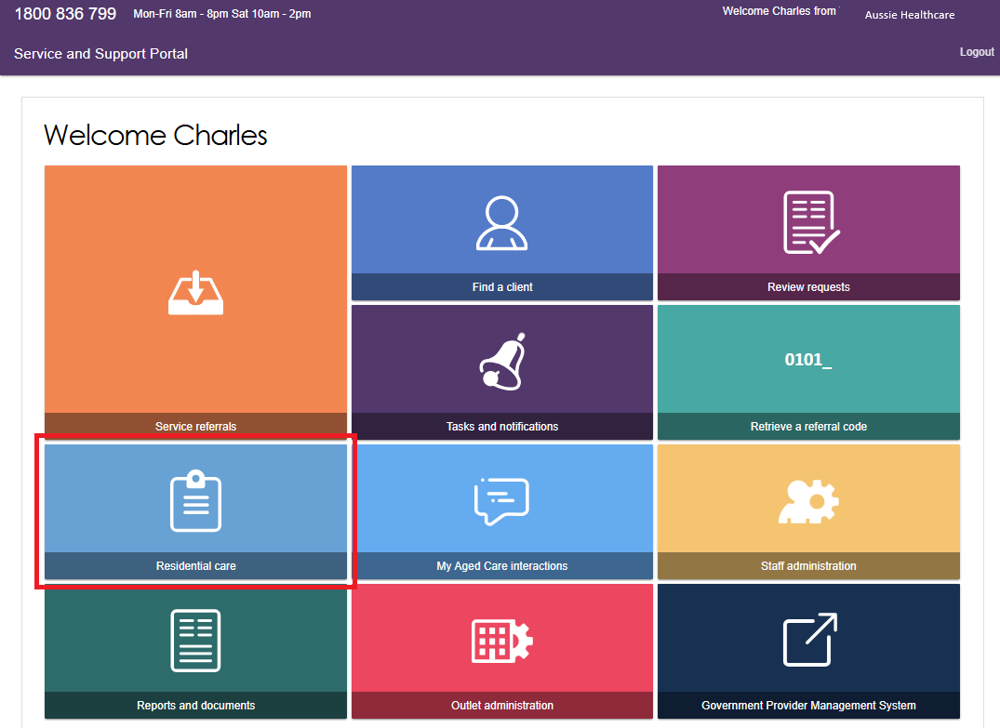 1800 836 799 Mon-Fri 8am - 8pm Sat 10am - 2pm Welcome Charles from Aussie Healthcare
Service and Support Portal Logout
Welcome Charles
Find a client Review requests
0101_
Service referrals Tasks and notifications Retrieve a referral code
Residential care My Aged Care interactions Staff administration
Reports and documents Outlet administration Government Provider Management System